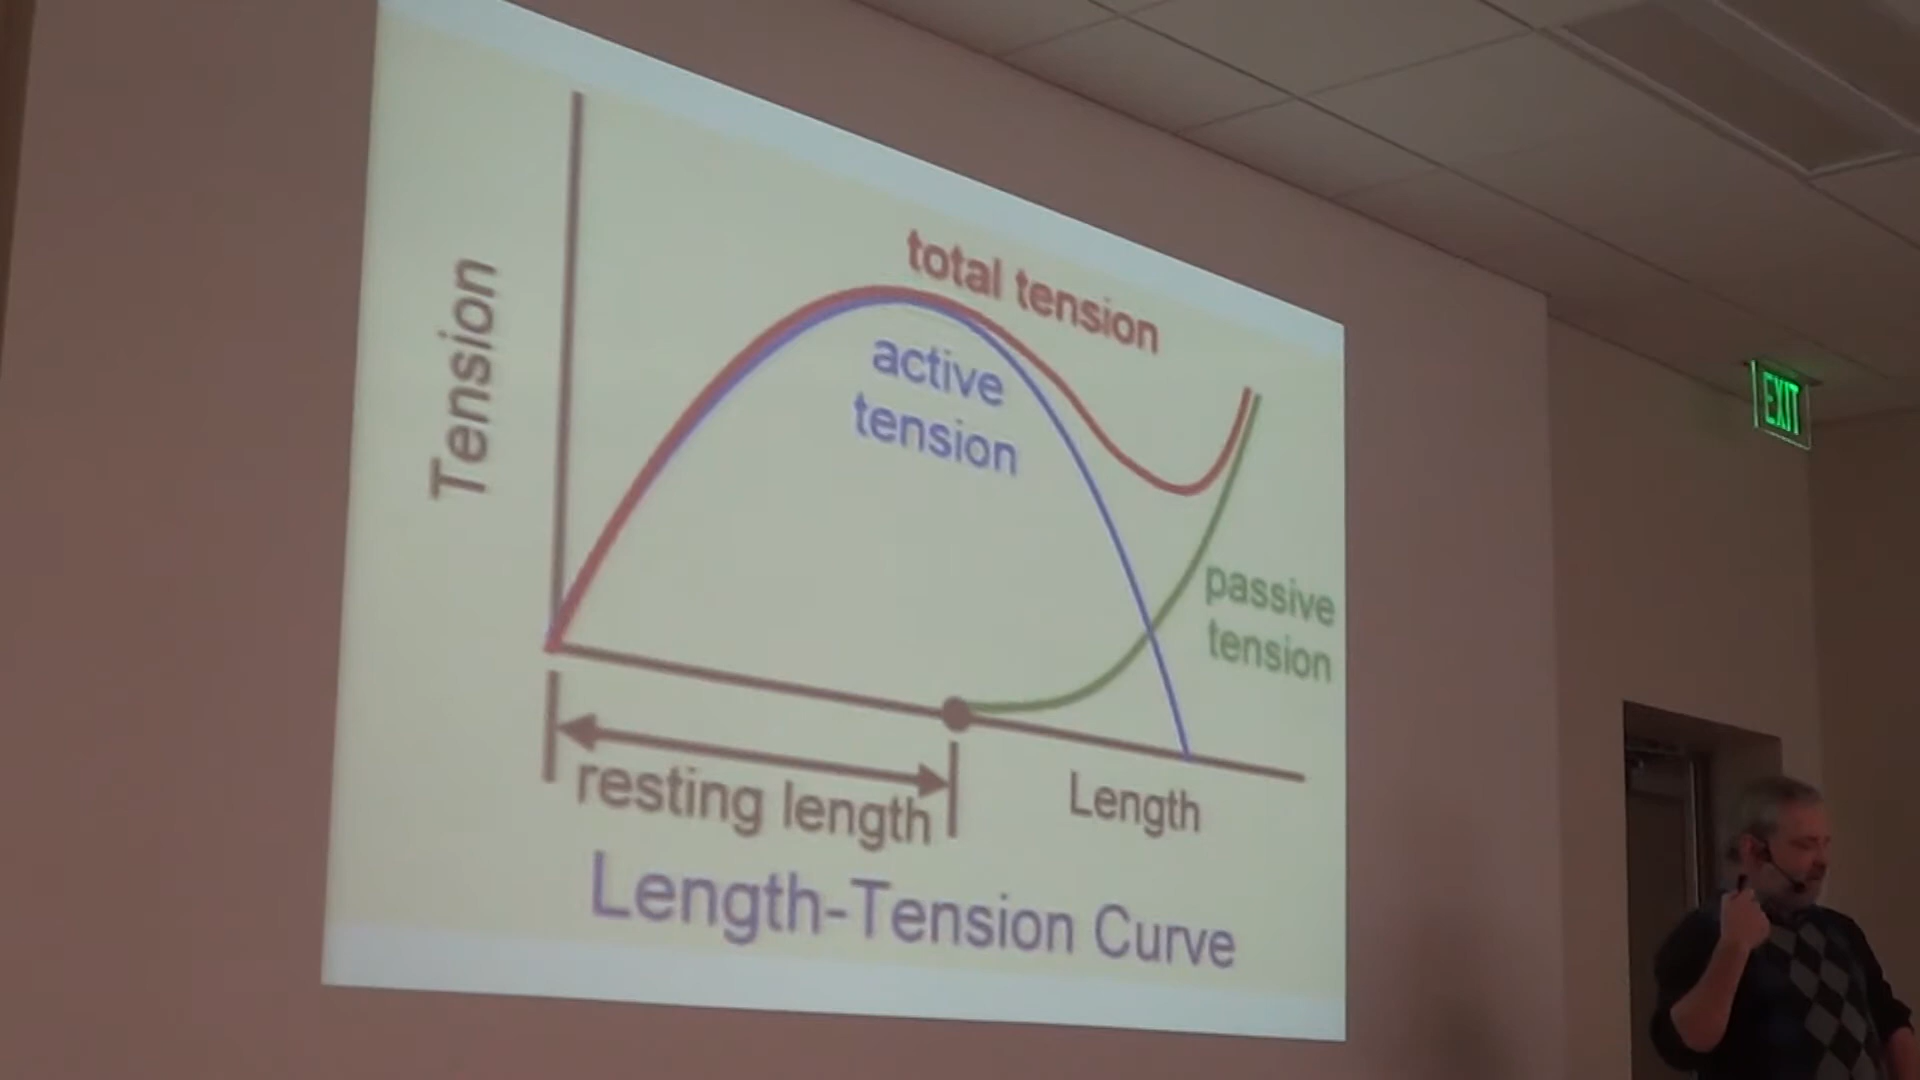 Tension
total tension
active
tension
passive
tension
resting length
Length
Length-Tension Curve
EXIT